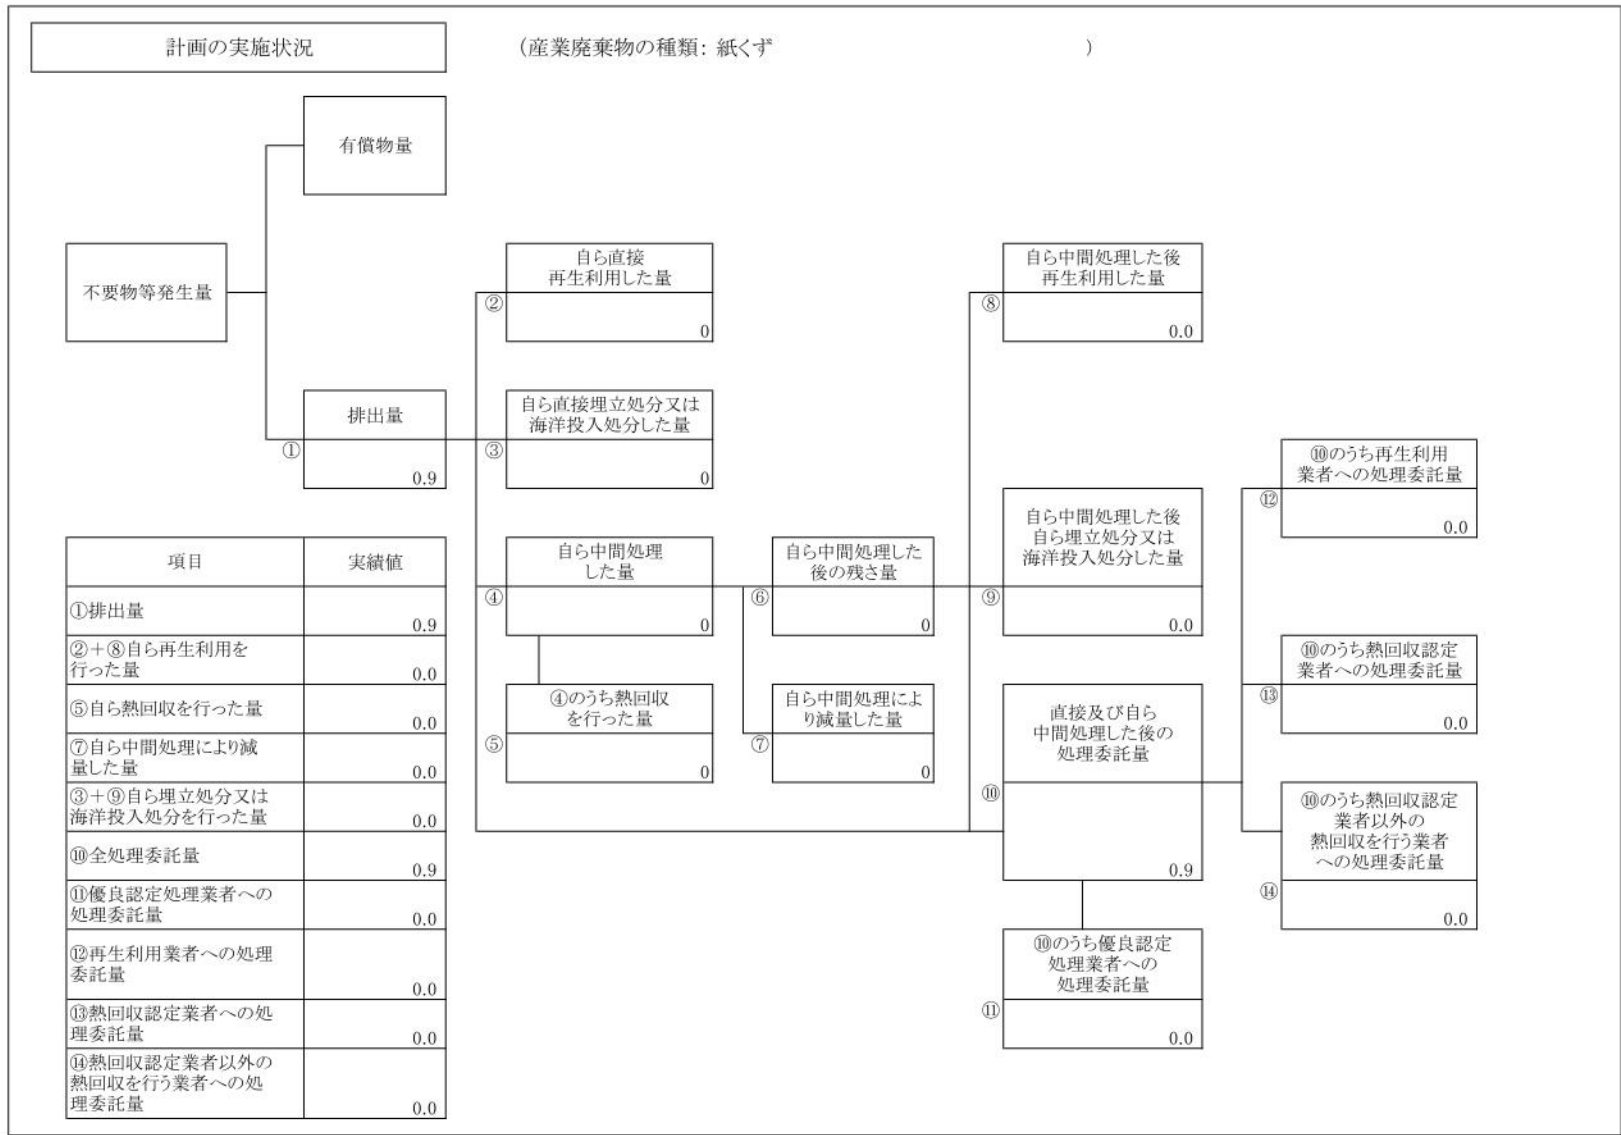 計画の実施状況
(産業廃棄物の種類: 紙くず )
有償物量
不要物等発生量
自ら直接
再生利用した量
②
0
自ら中間処理した後
再生利用した量
⑧
0.0
排出量
①
0.9
自ら直接埋立処分又は
海洋投入処分した量
③
0
⑩のうち再生利用
業者への処理委託量
⑫
0.0
自ら中間処理した後
自ら埋立処分又は
海洋投入処分した量
⑨
0.0
自ら中間処理
した量
④
0
自ら中間処理した
後の残さ量
⑥
0
⑩のうち熱回収認定
業者への処理委託量
⑬
0.0
④のうち熱回収
を行った量
⑤
0
自ら中間処理によ
り減量した量
⑦
0
直接及び自ら
中間処理した後の
処理委託量
⑩
0.9
⑩のうち熱回収認定
業者以外の
熱回収を行う業者
への処理委託量
⑭
0.0
⑩のうち優良認定
処理業者への
処理委託量
⑪
0.0
項目 実績値
①排出量
0.9
②+⑧自ら再生利用を
行った量
0.0
⑤自ら熱回収を行った量
0.0
⑦自ら中間処理により減
量した量
0.0
③+⑨自ら埋立処分又は
海洋投入処分を行った量
0.0
⑩全処理委託量
0.9
⑪優良認定処理業者への
処理委託量
0.0
⑫再生利用業者への処理
委託量
0.0
⑬熱回収認定業者への処
理委託量
0.0
⑭熱回収認定業者以外の
熱回収を行う業者への処
理委託量
0.0